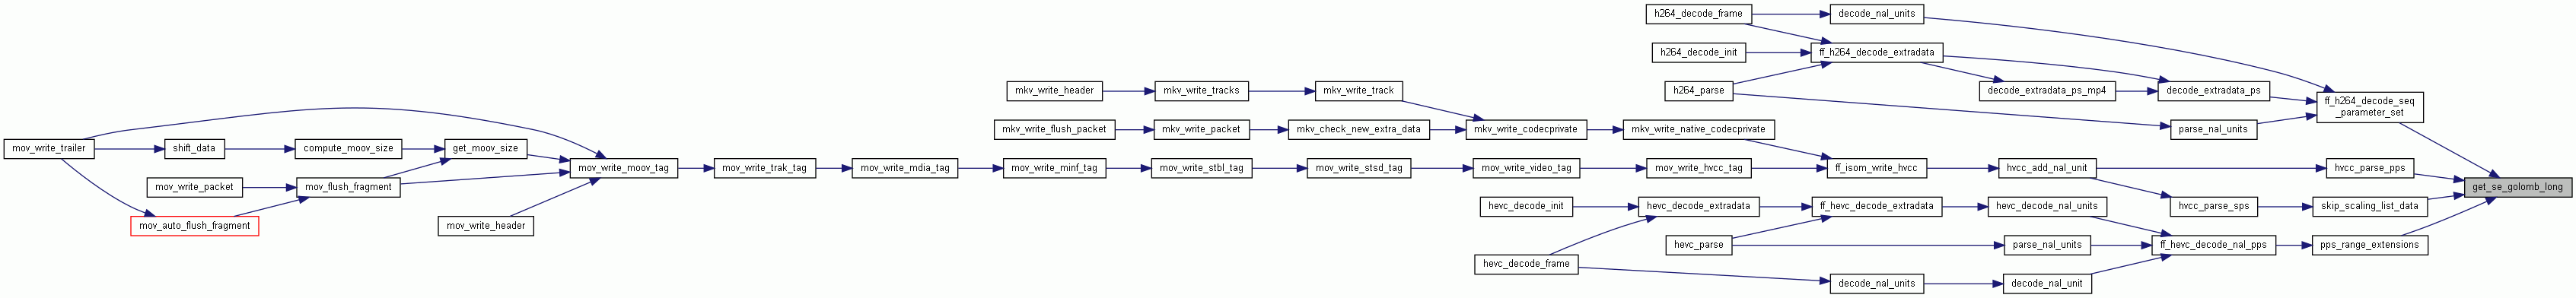 h264_decode_frame
decode_nal_units
h264_decode_init
ff_h264_decode_extradata
mkv_write_header
mkv_write_tracks
mkv_write_track
h264_parse
decode_extradata_ps_mp4
decode_extradata_ps
ff_h264_decode_seq
_parameter_set
mkv_write_flush_packet
mkv_write_packet
mkv_check_new_extra_data
mkv_write_codecprivate
mkv_write_native_codecprivate
parse_nal_units
mov_write_trailer
shift_data
compute_moov_size
get_moov_size
mov_write_moov_tag
mov_write_trak_tag
mov_write_mdia_tag
mov_write_minf_tag
mov_write_stbl_tag
mov_write_stsd_tag
mov_write_video_tag
mov_write_hvcc_tag
ff_isom_write_hvcc
hvcc_add_nal_unit
hvcc_parse_pps
mov_write_packet
mov_flush_fragment
get_se_golomb_long
hevc_decode_init
hevc_decode_extradata
ff_hevc_decode_extradata
hevc_decode_nal_units
hvcc_parse_sps
skip_scaling_list_data
mov_auto_flush_fragment
mov_write_header
hevc_parse
parse_nal_units
ff_hevc_decode_nal_pps
pps_range_extensions
hevc_decode_frame
decode_nal_units
decode_nal_unit